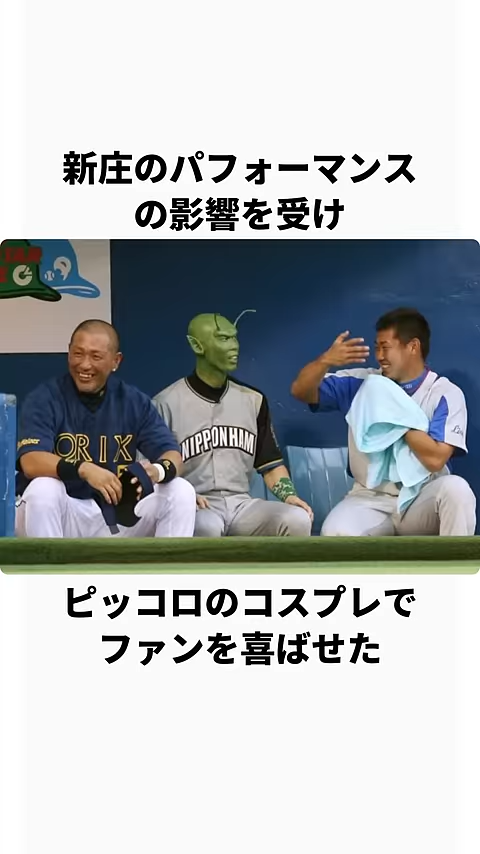 新庄のパフォーマンス
の影響を受け
ORIX
NIPPONHAM
ピッコロのコスプレで
ファンを喜ばせた